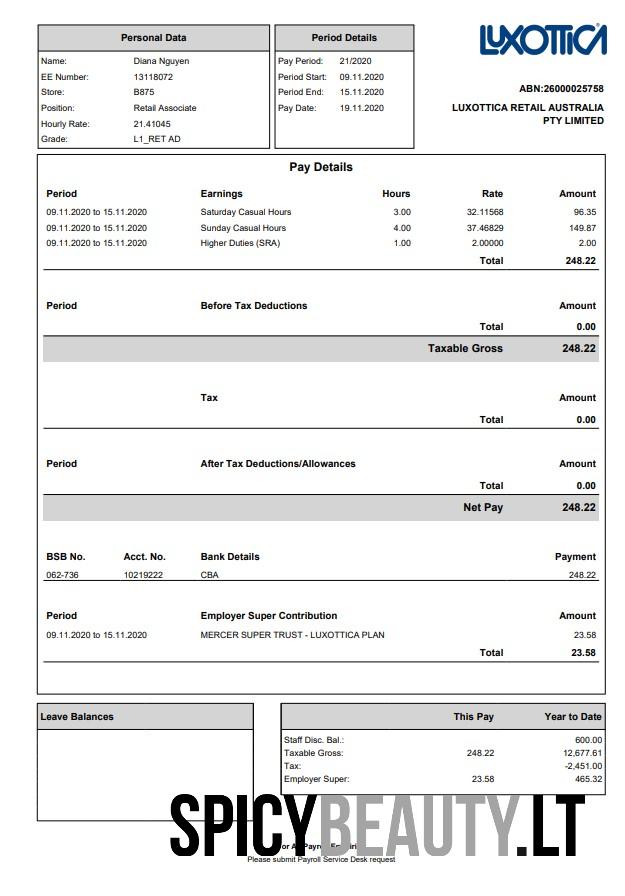 Personal Data
Name: Diana Nguyen
EE Number: 13118072
Store: B875
Position: Retail Associate
Hourly Rate: 21.41045
Grade: L1_RET AD
Period Details
Pay Period: 21/2020
Period Start: 09.11.2020
Period End: 15.11.2020
Pay Date: 19.11.2020
LUXOTTICA
ABN:26000025758
LUXOTTICA RETAIL AUSTRALIA
PTY LIMITED
Pay Details
Period Earnings Hours Rate Amount
09.11.2020 to 15.11.2020 Saturday Casual Hours 3.00 32.11568 96.35
09.11.2020 to 15.11.2020 Sunday Casual Hours 4.00 37.46829 149.87
09.11.2020 to 15.11.2020 Higher Duties (SRA) 1.00 2.00000 2.00
Total 248.22
Period Before Tax Deductions Amount
Total 0.00
Taxable Gross 248.22
Tax Amount
Total 0.00
Period After Tax Deductions/Allowances Amount
Total 0.00
Net Pay 248.22
BSB No. Acct. No. Bank Details Payment
062-736 10219222 CBA 248.22
Period Employer Super Contribution Amount
09.11.2020 to 15.11.2020 MERCER SUPER TRUST - LUXOTTICA PLAN 23.58
Total 23.58
Leave Balances
This Pay Year to Date
Staff Disc. Bal.: 600.00
Taxable Gross: 248.22 12,677.61
Tax: -2,451.00
Employer Super: 23.58 465.32
SPICYBEAUTY.LT
Please submit Payroll Service Desk request